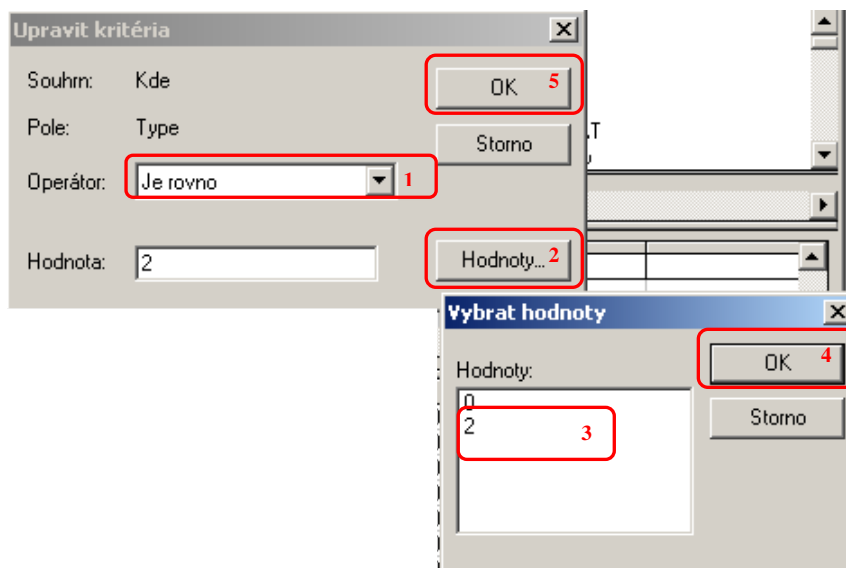 Upravit kritéria
Souhrn: Kde
OK 5
Pole: Type
Storno
Operátor: Je rovno 1
Hodnota: 2
Hodnoty... 2
Vybrat hodnoty
OK 4
Hodnoty:
0
2 3
Storno